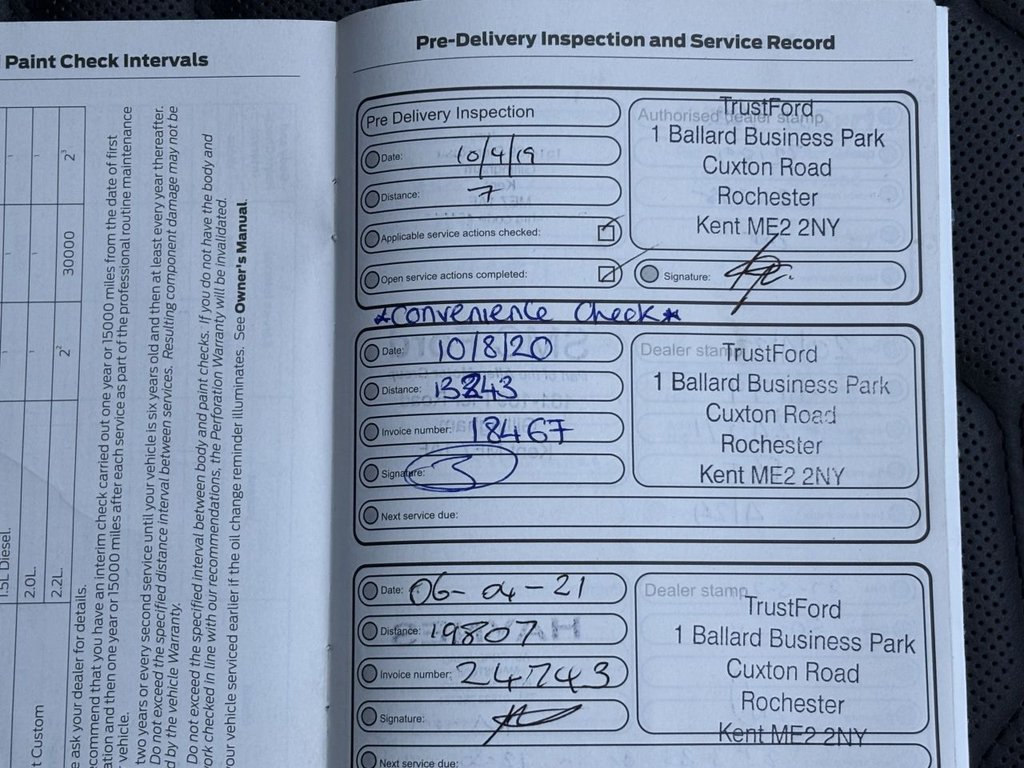 Paint Check Intervals
2³
30000
2²
1.5L Diesel.
2.0L.
2.2L.
t Custom
ask your dealer for details.
ecommend that you have an interim check carried out one year or 15000 miles from the date of first
ation and then one year or 15000 miles after each service as part of the professional routine maintenance
vehicle.
two years or every second service until your vehicle is six years old and then at least every year thereafter.
Do not exceed the specified distance interval between services. Resulting component damage may not be
d by the vehicle Warranty.
Do not exceed the specified interval between body and paint checks. If you do not have the body and
ork checked in line with our recommendations, the Perforation Warranty will be invalidated.
our vehicle serviced earlier if the oil change reminder illuminates. See Owner's Manual.
Pre-Delivery Inspection and Service Record
Pre Delivery Inspection
Date: 10/4/19
Distance: 7
Applicable service actions checked:
Open service actions completed:
Authorised dealer stamp
TrustFord
1 Ballard Business Park
Cuxton Road
Rochester
Kent ME2 2NY
Signature:
*Convenience Check*
Date: 10/8/20
Distance: 13243
Invoice number: 18467
Signature:
Next service due:
Dealer stamp
TrustFord
1 Ballard Business Park
Cuxton Road
Rochester
Kent ME2 2NY
Date: 06-04-21
Distance: 19807
Invoice number: 24743
Signature:
Next service due:
Dealer stamp
TrustFord
1 Ballard Business Park
Cuxton Road
Rochester
Kent ME2 2NY